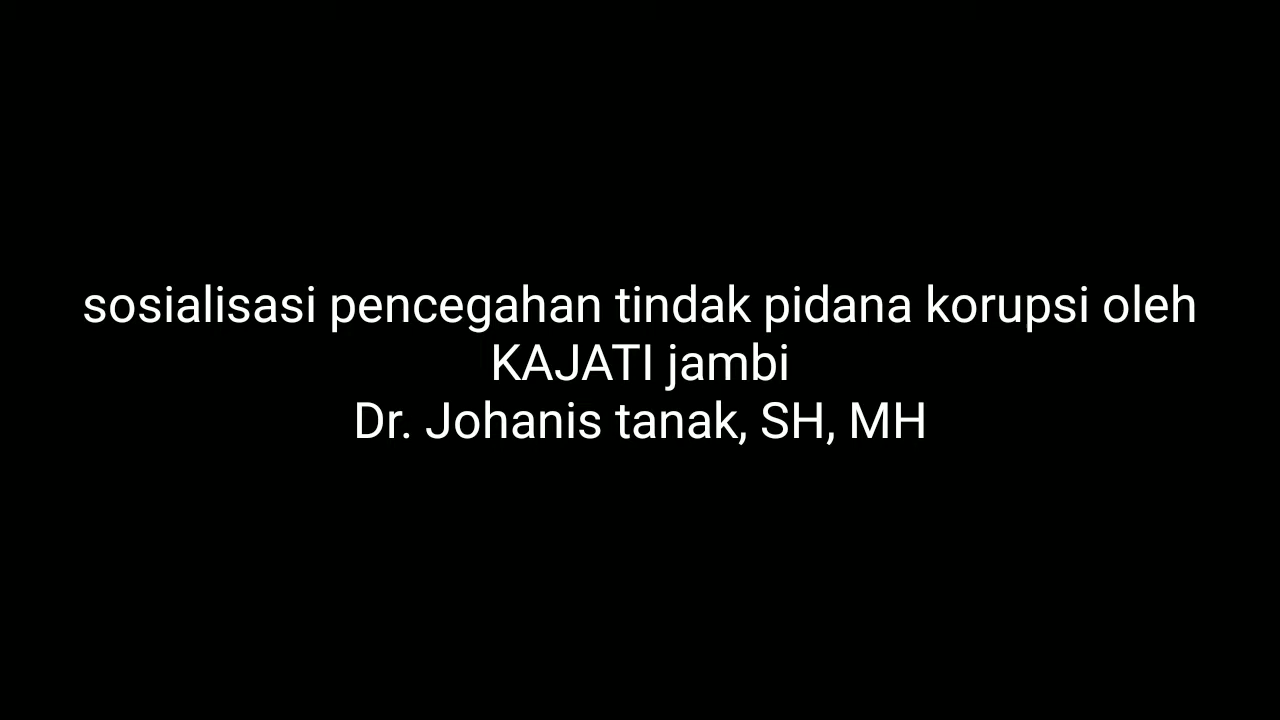 sosialisasi pencegahan tindak pidana korupsi oleh
KAJATI jambi
Dr. Johanis tanak, SH, MH